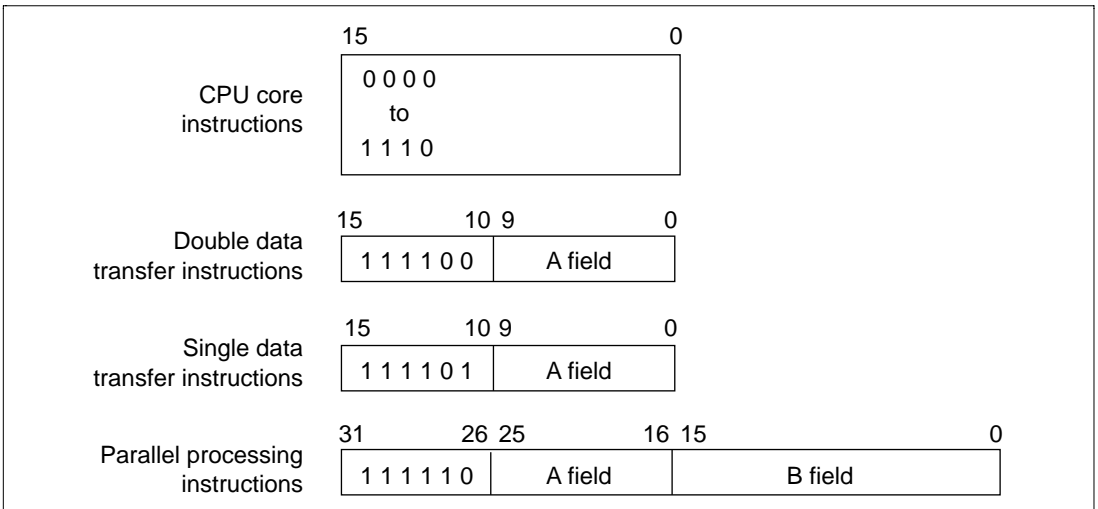 15 0
CPU core
instructions
0 0 0 0
to
1 1 1 0
15 10 9 0
Double data
transfer instructions
1 1 1 1 0 0 A field
15 10 9 0
Single data
transfer instructions
1 1 1 1 0 1 A field
31 26 25 16 15 0
Parallel processing
instructions
1 1 1 1 1 0 A field B field